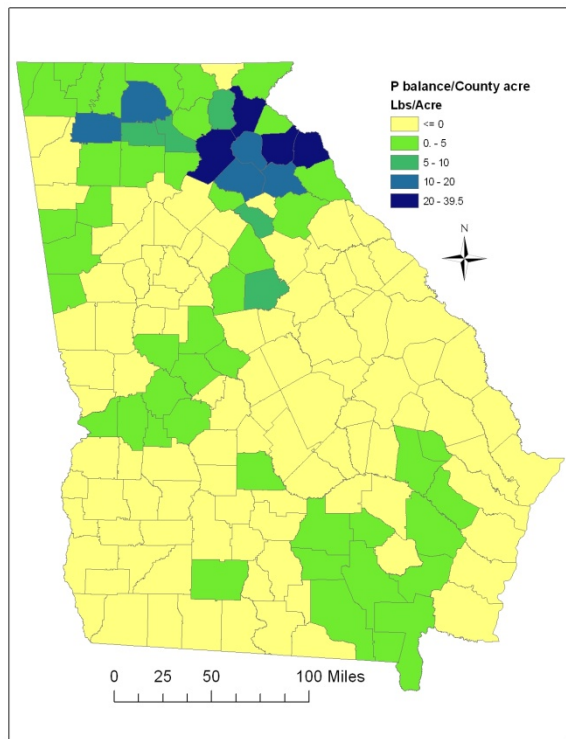 P balance/County acre
Lbs/Acre
<= 0
0. - 5
5 - 10
10 - 20
20 - 39.5
N
0 25 50 100 Miles